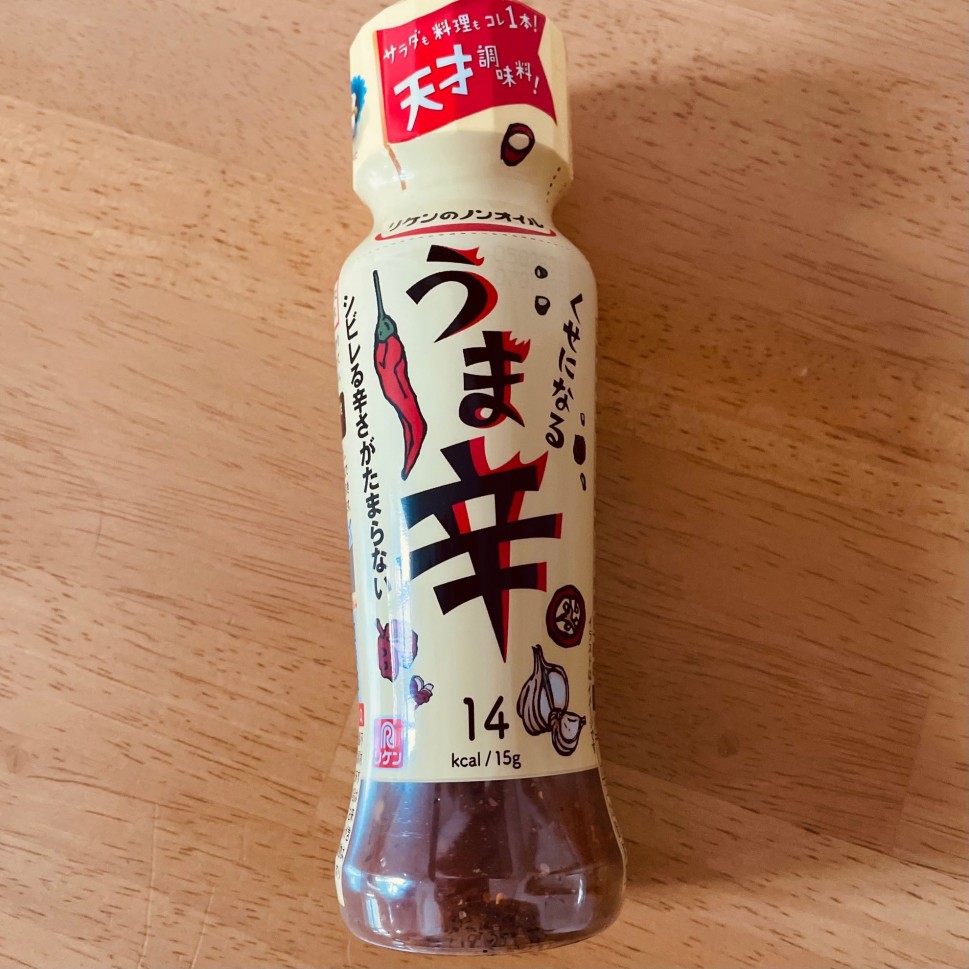 サラダも料理もコレ1本!
天才調味料!
リケンのノンオイル
くせになる
うま辛
シビレる辛さがたまらない
14
kcal/15g
リケン